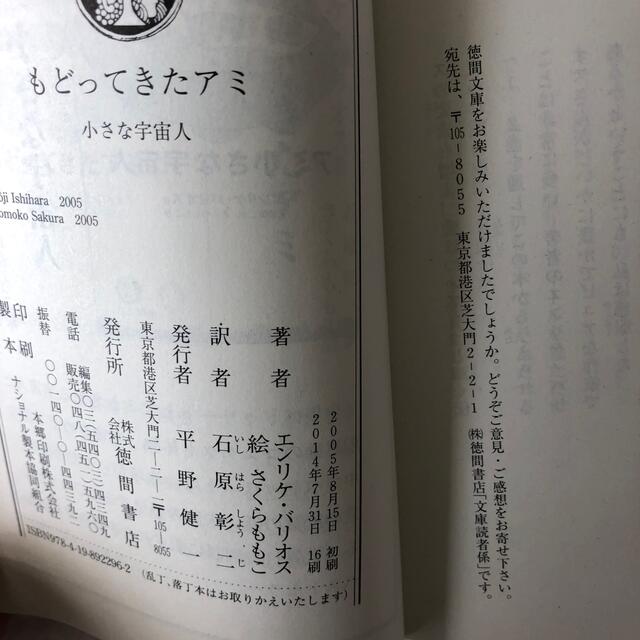 徳間文庫をお楽しみいただけましたでしょうか。どうぞご意見・ご感想をお寄せ下さい。
宛先は、〒105-8055 東京都港区芝大門2-2-1 ㈱徳間書店「文庫読者係」です。
もどってきたアミ
小さな宇宙人
ji Ishihara 2005
omoko Sakura 2005
2005年8月15日 初刷
2014年7月31日 16刷
著者 エンリケ・バリオス
絵 さくらももこ
訳者 石原彰二
いし はら しょう じ
発行者 平野健一
東京都港区芝大門二-二-一 〒105-8055
発行所 株式会社 徳間書店
電話 編集〇三(五四〇三)四三四九
販売〇四八(四五一)五九六〇
振替 〇〇一四〇-〇-四四三九二
印刷 本郷印刷株式会社
製本 ナショナル製本協同組合
ISBN978-4-19-892296-2 (乱丁、落丁本はお取りかえいたします)